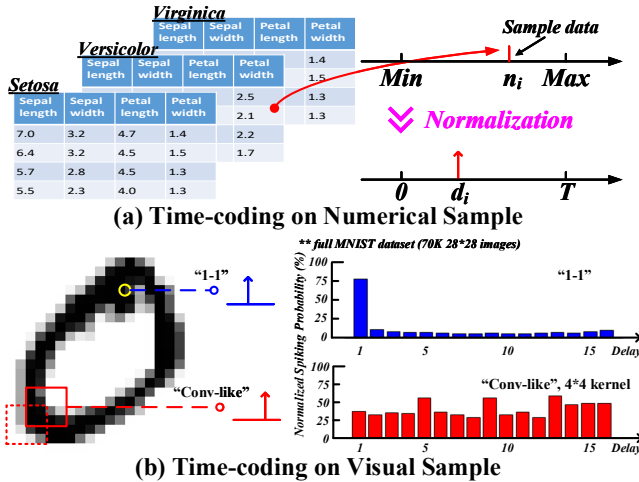 Virginica
Sepal length Sepal width Petal length Petal width
1.4
1.5
1.3
1.3
Versicolor
Sepal length Sepal width Petal length Petal width
2.5
2.1
2.2
1.7
Setosa
Sepal length Sepal width Petal length Petal width
7.0 3.2 4.7 1.4
6.4 3.2 4.5 1.5
5.7 2.8 4.5 1.3
5.5 2.3 4.0 1.3
Sample data
Min n_i Max
Normalization
0 d_i T
(a) Time-coding on Numerical Sample
“1-1”
“Conv-like”
** full MNIST dataset (70K 28*28 images)
Normalized Spiking Probability (%)
100
75
50
25
0
“1-1”
1 5 10 15 Delay
100
75
50
25
0
“Conv-like”, 4*4 kernel
1 5 10 15 Delay
(b) Time-coding on Visual Sample